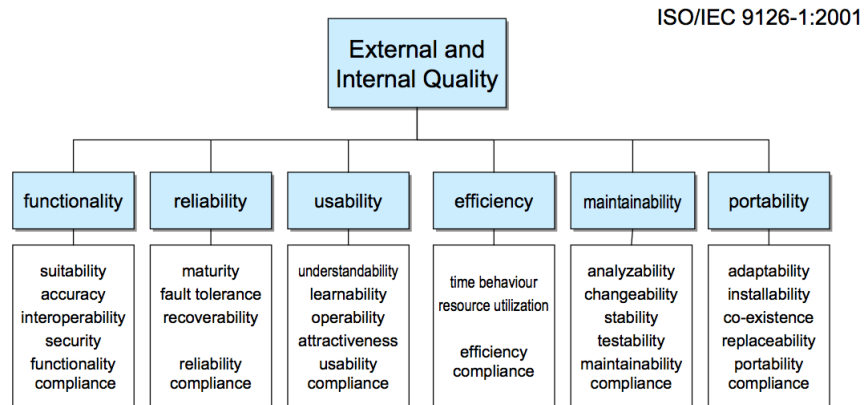 ISO/IEC 9126-1:2001
External and
Internal Quality
functionality
reliability
usability
efficiency
maintainability
portability
suitability
accuracy
interoperability
security
functionality
compliance
maturity
fault tolerance
recoverability
reliability
compliance
understandability
learnability
operability
attractiveness
usability
compliance
time behaviour
resource utilization
efficiency
compliance
analyzability
changeability
stability
testability
maintainability
compliance
adaptability
installability
co-existence
replaceability
portability
compliance